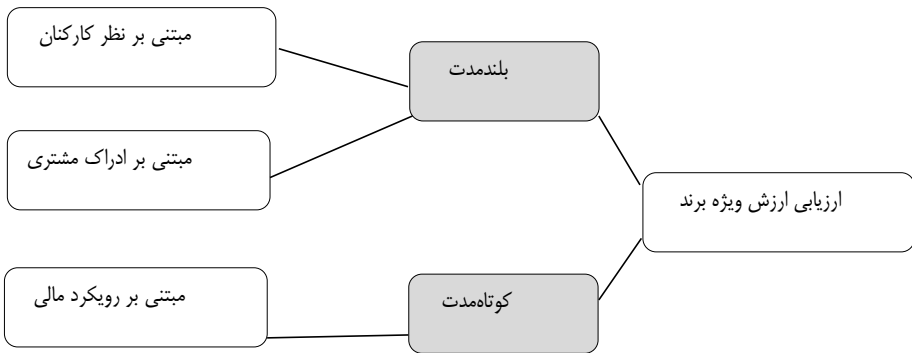 ارزیابی ارزش ویژه برند
بلندمدت
مبتنی بر نظر کارکنان
مبتنی بر ادراک مشتری
کوتاه‌مدت
مبتنی بر رویکرد مالی